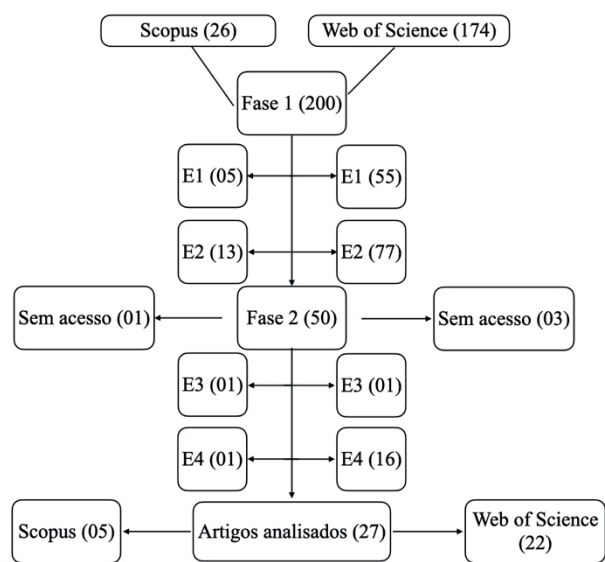 Scopus (26)
Web of Science (174)
Fase 1 (200)
E1 (05)
E1 (55)
E2 (13)
E2 (77)
Sem acesso (01)
Fase 2 (50)
Sem acesso (03)
E3 (01)
E3 (01)
E4 (01)
E4 (16)
Scopus (05)
Artigos analisados (27)
Web of Science
(22)